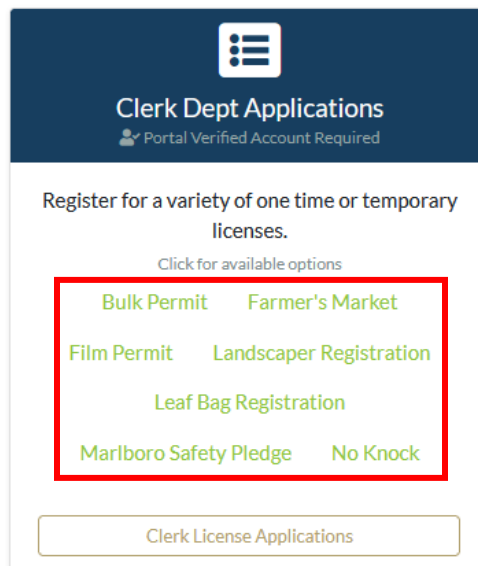 Clerk Dept Applications
Portal Verified Account Required
Register for a variety of one time or temporary
licenses.
Click for available options
Bulk Permit Farmer's Market
Film Permit Landscaper Registration
Leaf Bag Registration
Marlboro Safety Pledge No Knock
Clerk License Applications